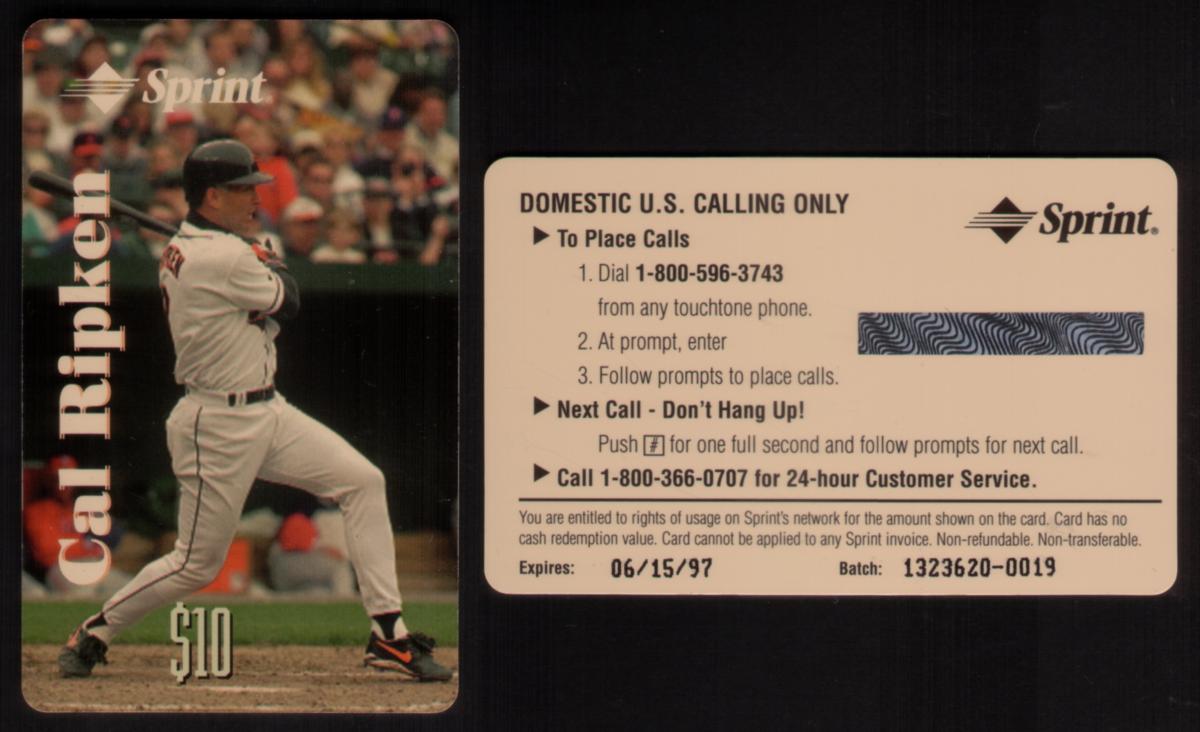 Sprint
Cal Ripken
$10
DOMESTIC U.S. CALLING ONLY
Sprint.
▶ To Place Calls
1. Dial 1-800-596-3743
from any touchtone phone.
2. At prompt, enter
3. Follow prompts to place calls.
▶ Next Call - Don't Hang Up!
Push # for one full second and follow prompts for next call.
▶ Call 1-800-366-0707 for 24-hour Customer Service.
You are entitled to rights of usage on Sprint's network for the amount shown on the card. Card has no
cash redemption value. Card cannot be applied to any Sprint invoice. Non-refundable. Non-transferable.
Expires: 06/15/97 Batch: 1323620-0019